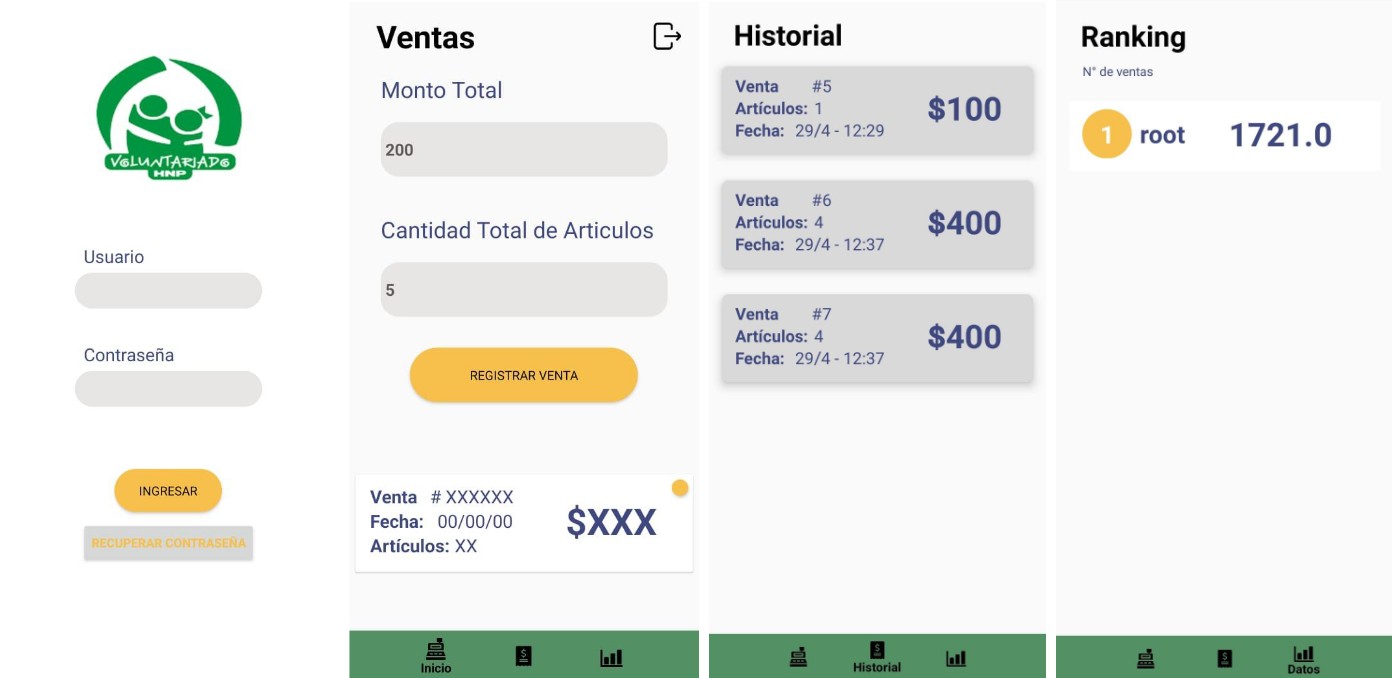 VOLUNTARIADO
HNP
Usuario
Contraseña
INGRESAR
RECUPERAR CONTRASEÑA
Ventas
Monto Total
200
Cantidad Total de Articulos
5
REGISTRAR VENTA
Venta # XXXXXX
Fecha: 00/00/00
Artículos: XX
$XXX
Inicio
Historial
Venta #5
Artículos: 1
Fecha: 29/4 - 12:29
$100
Venta #6
Artículos: 4
Fecha: 29/4 - 12:37
$400
Venta #7
Artículos: 4
Fecha: 29/4 - 12:37
$400
Historial
Ranking
N° de ventas
1 root 1721.0
Datos